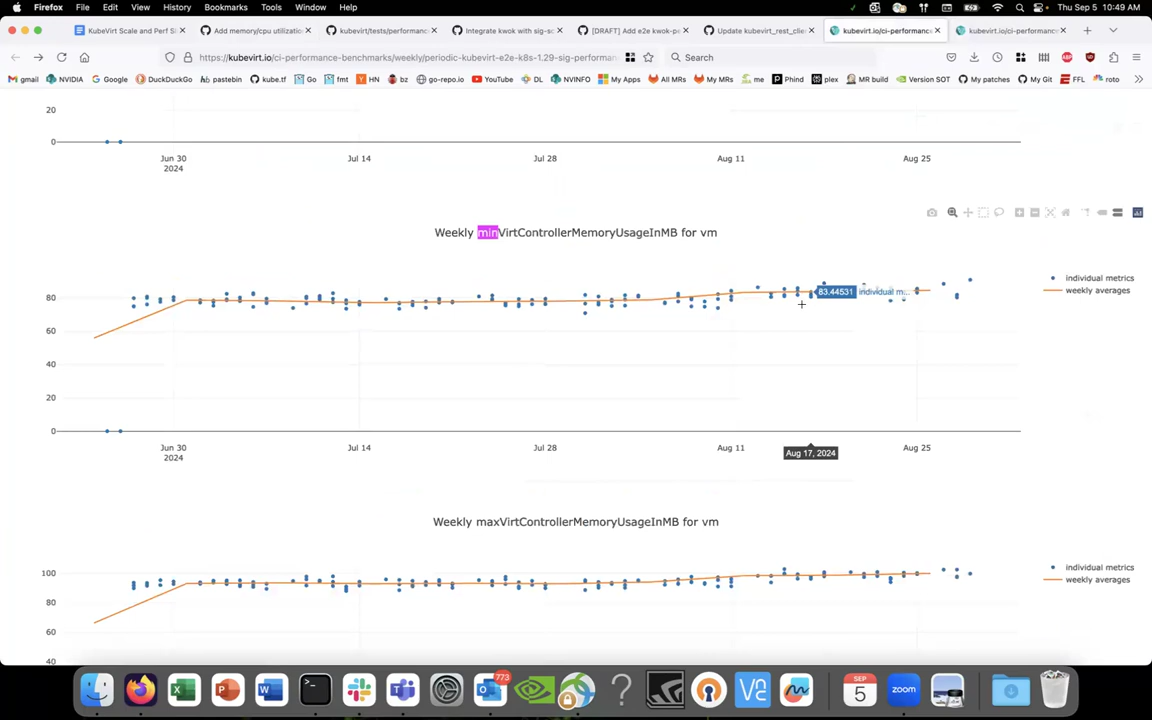 Firefox File Edit View History Bookmarks Tools Window Help Thu Sep 5 10:49 AM
KubeVirt Scale and Perf SI Add memory/cpu utilizatio kubevirt/tests/performanc Integrate kwok with sig-sc [DRAFT] Add e2e kwok-pe Update kubevirt_rest_clie kubevirt.io/ci-performance kubevirt.io/ci-performance
https://kubevirt.io/ci-performance-benchmarks/weekly/periodic-kubevirt-e2e-k8s-1.29-sig-performan Search
gmail NVIDIA Google DuckDuckGo pastebin kube.tf go fmt HN bz go-repo.io YouTube DL NVINFO My Apps All MRs My MRs me Phind plex MR build Version SOT My patches My Git FFL roto
20
0
Jun 30 Jul 14 Jul 28 Aug 11 Aug 25
2024
Weekly minVirtControllerMemoryUsageInMB for vm
individual metrics
weekly averages
83.44531 individual m...
80
60
40
20
0
Jun 30 Jul 14 Jul 28 Aug 11 Aug 25
2024
Aug 17, 2024
Weekly maxVirtControllerMemoryUsageInMB for vm
individual metrics
weekly averages
100
80
60
40
773
SEP
5
zoom